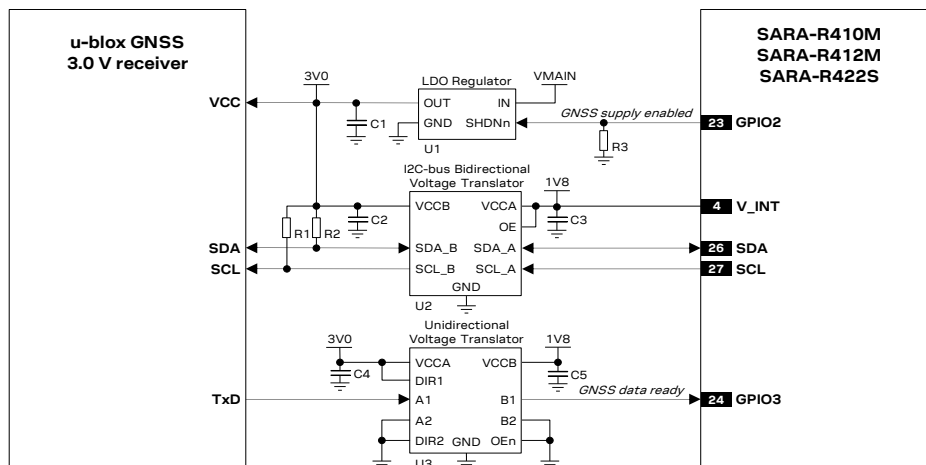 u-blox GNSS
3.0 V receiver
SARA-R410M
SARA-R412M
SARA-R422S
3V0
LDO Regulator
VMAIN
VCC
OUT
IN
GNSS supply enabled
C1
GND
SHDNn
23
GPIO2
U1
R3
I2C-bus Bidirectional
Voltage Translator
1V8
VCCB
VCCA
4
V_INT
C2
OE
C3
R1
R2
SDA
SDA_B
SDA_A
26
SDA
SCL
SCL_B
SCL_A
27
SCL
GND
U2
Unidirectional
Voltage Translator
3V0
1V8
VCCA
VCCB
C4
DIR1
C5
GNSS data ready
TxD
A1
B1
24
GPIO3
A2
B2
DIR2
GND
OEn
U3